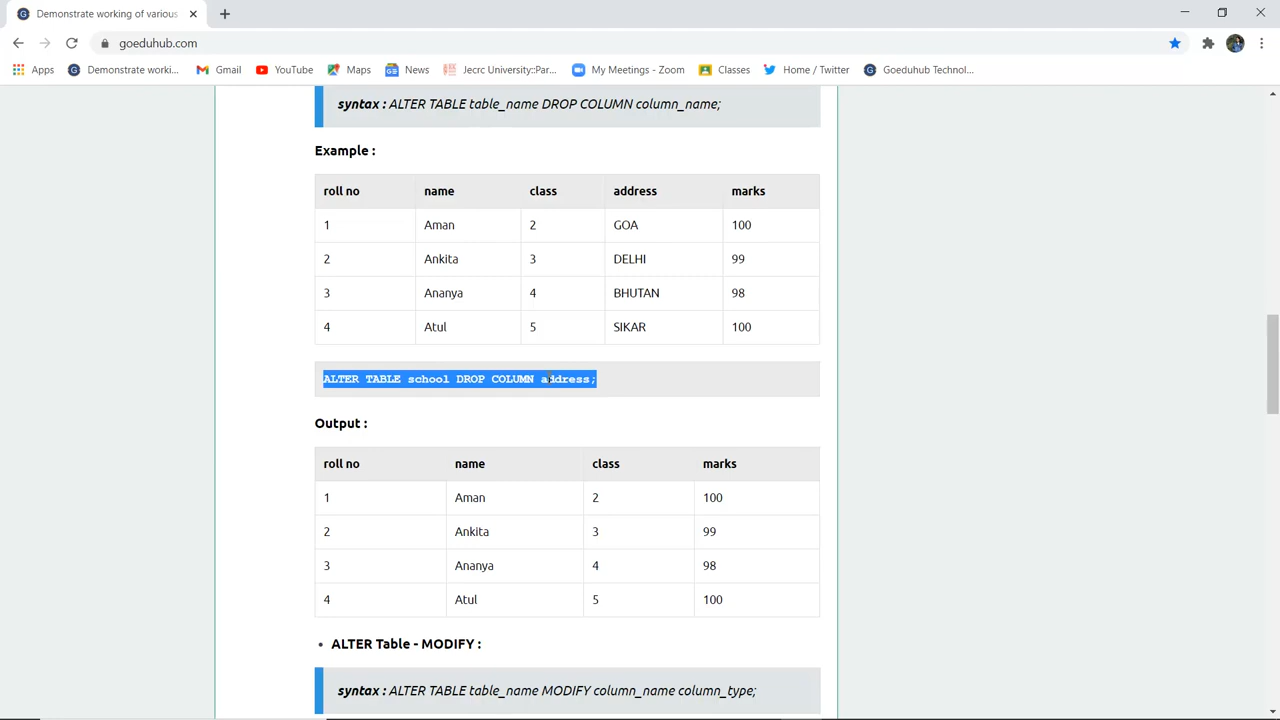 Demonstrate working of various
goeduhub.com
Apps Demonstrate worki... Gmail YouTube Maps News Jecrc University::Par... My Meetings - Zoom Classes Home / Twitter Goeduhub Technol...
syntax : ALTER TABLE table_name DROP COLUMN column_name;
Example :
roll no name class address marks
1 Aman 2 GOA 100
2 Ankita 3 DELHI 99
3 Ananya 4 BHUTAN 98
4 Atul 5 SIKAR 100
ALTER TABLE school DROP COLUMN address;
Output :
roll no name class marks
1 Aman 2 100
2 Ankita 3 99
3 Ananya 4 98
4 Atul 5 100
• ALTER Table - MODIFY :
syntax : ALTER TABLE table_name MODIFY column_name column_type;